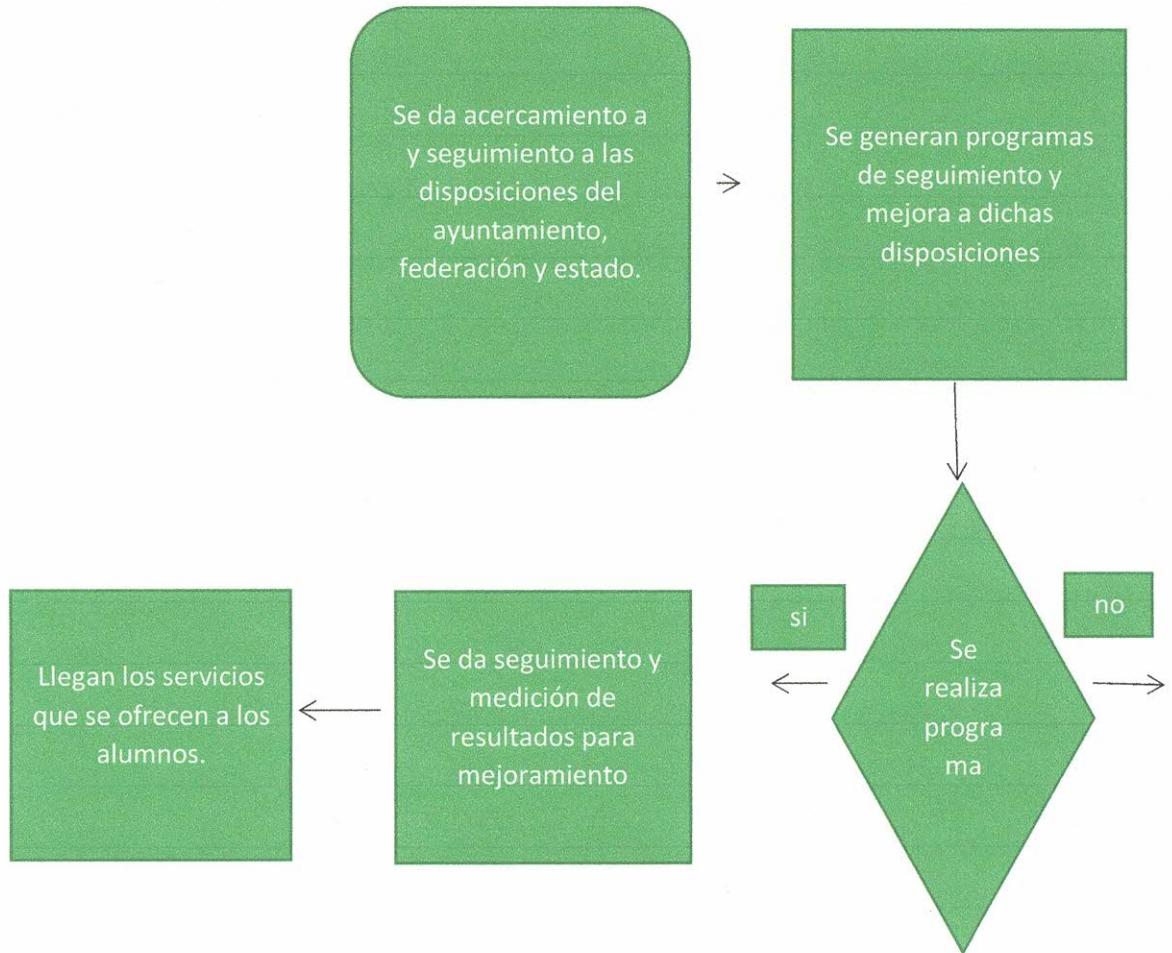 Se da acercamiento a
y seguimiento a las
disposiciones del
ayuntamiento,
federación y estado.
Se generan programas
de seguimiento y
mejora a dichas
disposiciones
si
no
Se
realiza
progra
ma
Se da seguimiento y
medición de
resultados para
mejoramiento
Llegan los servicios
que se ofrecen a los
alumnos.